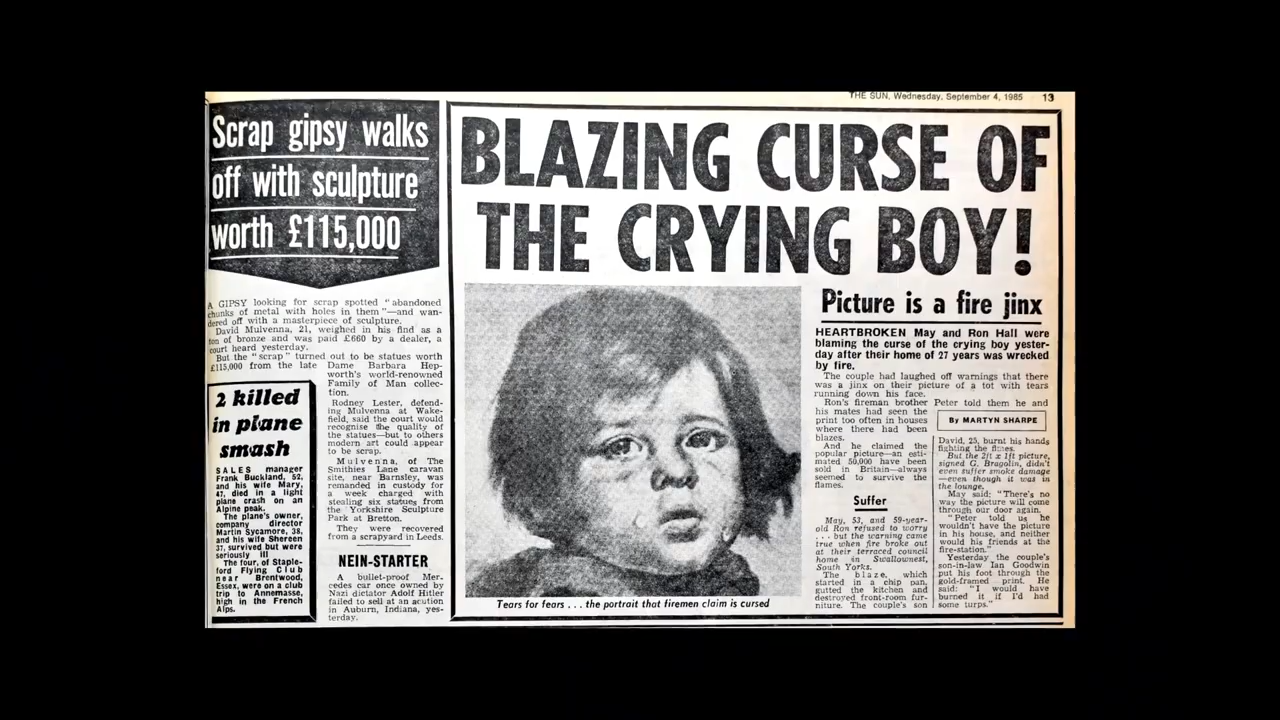 THE SUN, Wednesday, September 4, 1985 13
Scrap gipsy walks
off with sculpture
worth £115,000
A GIPSY looking for scrap spotted "abandoned
chunks of metal with holes in them"—and wan-
dered off with a masterpiece of sculpture.
David Mulvenna, 21, weighed in his find as a
ton of bronze and was paid £660 by a dealer, a
court heard yesterday.
But the "scrap" turned out to be statues worth
£115,000 from the late Dame Barbara Hep-
worth's world-renowned
Family of Man collec-
tion.
Rodney Lester, defend-
ing Mulvenna at Wake-
field, said the court would
recognise the quality of
the statues—but to others
modern art could appear
to be scrap.
Mulvenna, of The
Smithies Lane caravan
site, near Barnsley, was
remanded in custody for
a week charged with
stealing six statues from
the Yorkshire Sculpture
Park at Bretton.
They were recovered
from a scrapyard in Leeds.
2 killed
in plane
smash
SALES manager
Frank Buckland, 52,
and his wife Mary,
47, died in a light
plane crash on an
Alpine peak.
The plane's owner,
company director
Martin Sycamore, 38,
and his wife Shereen
37, survived but were
seriously ill
The four, of Staple-
ford Flying Club
near Brentwood,
Essex, were on a club
trip to Annemasse,
high in the French
Alps.
NEIN-STARTER
A bullet-proof Mer-
cedes car once owned by
Nazi dictator Adolf Hitler
failed to sell at an acution
in Auburn, Indiana, yes-
terday.
BLAZING CURSE OF
THE CRYING BOY!
Tears for fears . . . the portrait that firemen claim is cursed
Picture is a fire jinx
HEARTBROKEN May and Ron Hall were
blaming the curse of the crying boy yester-
day after their home of 27 years was wrecked
by fire.
The couple had laughed off warnings that there
was a jinx on their picture of a tot with tears
running down his face.
Ron's fireman brother Peter told them he and
his mates had seen the
print too often in houses
where there had been
blazes.
And he claimed the
popular picture—an esti-
mated 50,000 have been
sold in Britain—always
seemed to survive the
flames.
Suffer
May, 53, and 59-year-
old Ron refused to worry
. . . but the warning came
true when fire broke out
at their terraced council
home in Swallownest,
South Yorks.
The blaze, which
started in a chip pan,
gutted the kitchen and
destroyed front-room fur-
niture. The couple's son
By MARTYN SHARPE
David, 25, burnt his hands
fighting the flames.
But the 2ft x 1ft picture,
signed G. Bragolin, didn't
even suffer smoke damage
—even though it was in
the lounge.
May said: "There's no
way the picture will come
through our door again.
"Peter told us he
wouldn't have the picture
in his house, and neither
would his friends at the
fire-station."
Yesterday the couple's
son-in-law Ian Goodwin
put his foot through the
gold-framed print. He
said: "I would have
burned it if I'd had
some turps."